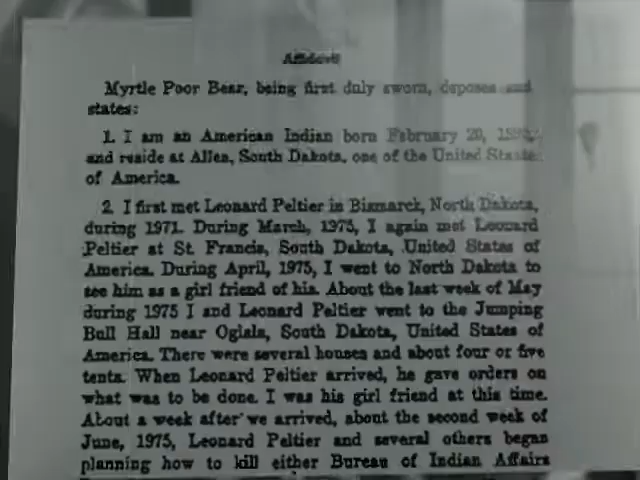 Affidavit
Myrtle Poor Bear, being first duly sworn, deposes and
states:
1. I am an American Indian born February 20,
and reside at Allen, South Dakota, one of the United States
of America.
2. I first met Leonard Peltier in Bismarck, North Dakota,
during 1971. During March, 1975, I again met Leonard
Peltier at St. Francis, South Dakota, United States of
America. During April, 1975, I went to North Dakota to
see him as a girl friend of his. About the last week of May
during 1975 I and Leonard Peltier went to the Jumping
Bull Hall near Oglala, South Dakota, United States of
America. There were several houses and about four or five
tents. When Leonard Peltier arrived, he gave orders on
what was to be done. I was his girl friend at this time.
About a week after we arrived, about the second week of
June, 1975, Leonard Peltier and several others began
planning how to kill either Bureau of Indian Affairs